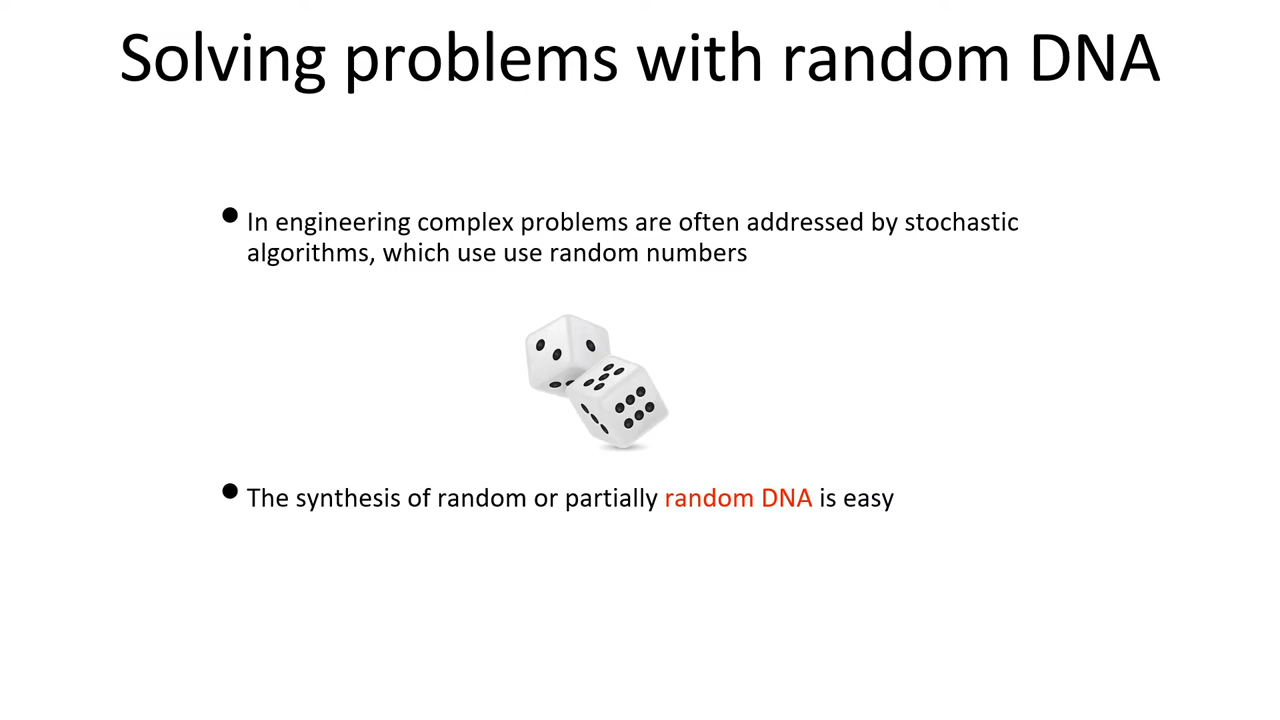 Solving problems with random DNA
• In engineering complex problems are often addressed by stochastic
algorithms, which use use random numbers
• The synthesis of random or partially random DNA is easy